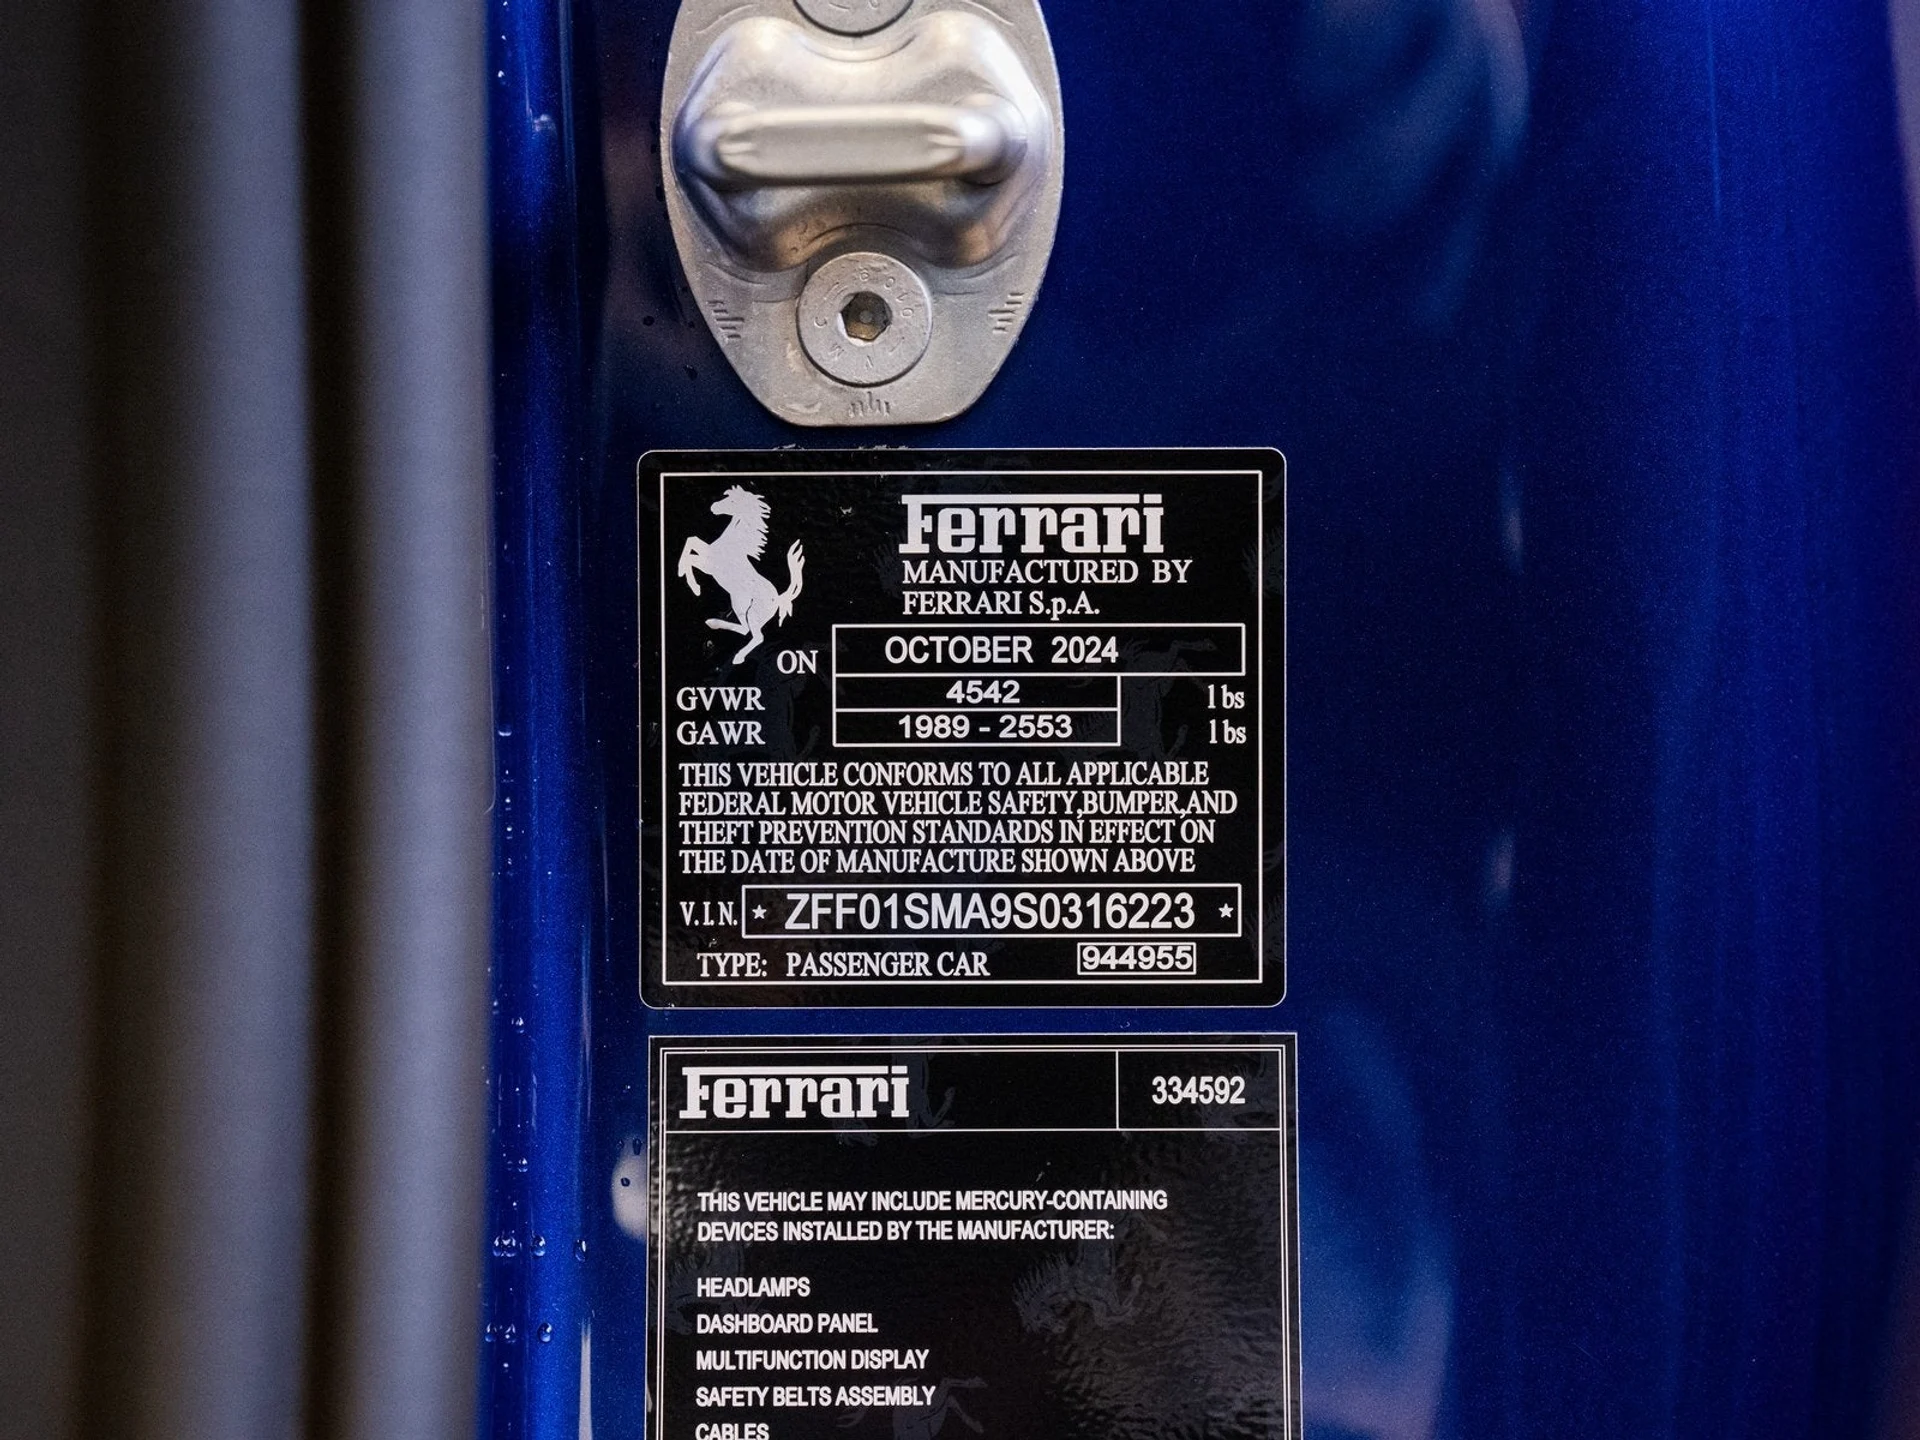 Ferrari
MANUFACTURED BY
FERRARI S.p.A.
ON OCTOBER 2024
GVWR 4542 lbs
GAWR 1989 - 2553 lbs
THIS VEHICLE CONFORMS TO ALL APPLICABLE
FEDERAL MOTOR VEHICLE SAFETY,BUMPER,AND
THEFT PREVENTION STANDARDS IN EFFECT ON
THE DATE OF MANUFACTURE SHOWN ABOVE
V.I.N. ★ ZFF01SMA9S0316223 ★
TYPE: PASSENGER CAR 944955
Ferrari 334592
THIS VEHICLE MAY INCLUDE MERCURY-CONTAINING
DEVICES INSTALLED BY THE MANUFACTURER:
HEADLAMPS
DASHBOARD PANEL
MULTIFUNCTION DISPLAY
SAFETY BELTS ASSEMBLY
CABLES